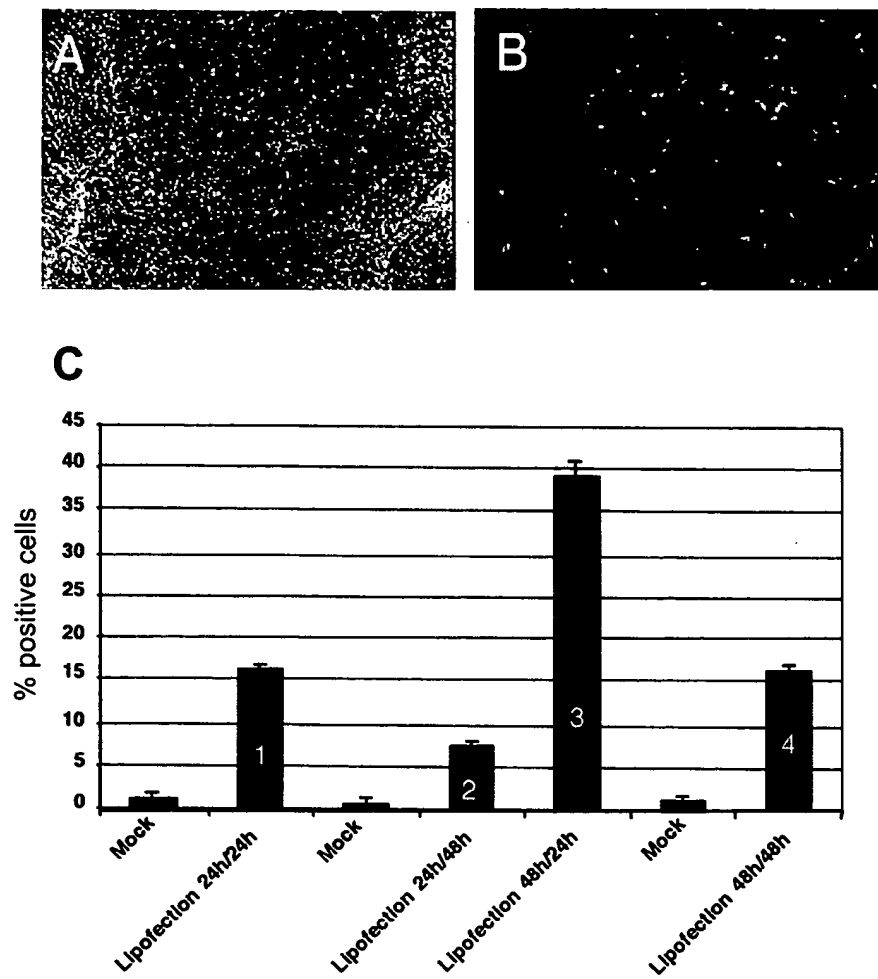 A
B
C
% positive cells
45
40
35
30
25
20
15
10
5
0
1
2
3
4
Mock
Lipofection 24h/24h
Mock
Lipofection 24h/48h
Lipofection 48h/24h
Mock
Lipofection 48h/48h